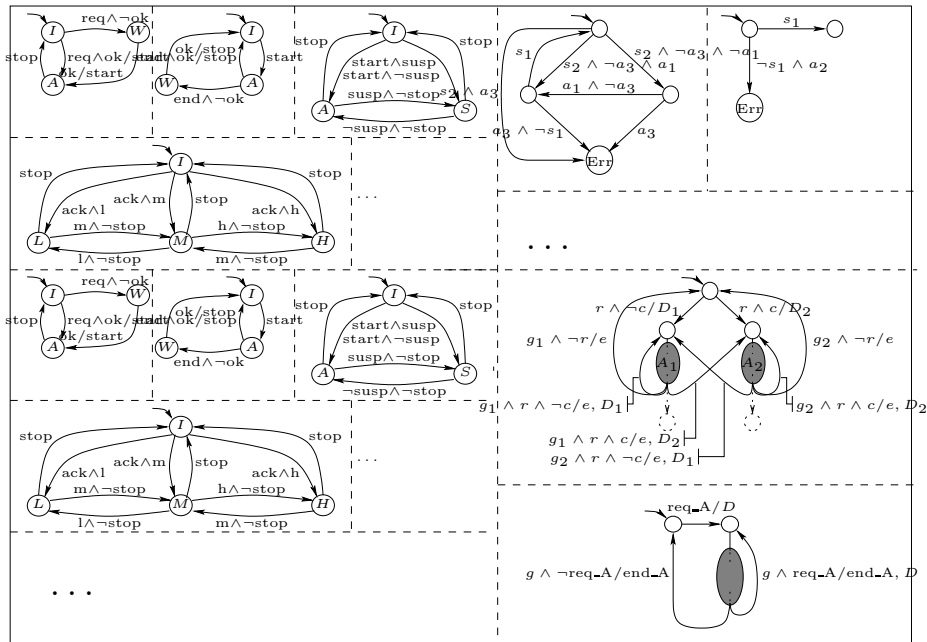 req∧¬ok
I
W
stop
req∧ok/start
A
ok/start
I
ok/stop
end∧ok/stop
start
W
A
end∧¬ok
stop
I
stop
start∧susp
start∧¬susp
susp∧¬stop
A
S
¬susp∧¬stop
s1
s2 ∧ ¬a3 ∧ ¬a1
s2 ∧ ¬a3 ∧ a1
s2 ∧ a3
a1 ∧ ¬a3
a3 ∧ ¬s1
a3
Err
s1
¬s1 ∧ a2
Err
stop
I
stop
ack∧m
stop
ack∧l
ack∧h
m∧¬stop
h∧¬stop
L
M
H
l∧¬stop
m∧¬stop
...
...
req∧¬ok
I
W
stop
req∧ok/start
A
ok/start
I
ok/stop
end∧ok/stop
start
W
A
end∧¬ok
stop
I
stop
start∧susp
start∧¬susp
susp∧¬stop
A
S
¬susp∧¬stop
r ∧ ¬c/D1
r ∧ c/D2
g1 ∧ ¬r/e
g2 ∧ ¬r/e
A1
A2
g1 ∧ r ∧ ¬c/e, D1
g2 ∧ r ∧ c/e, D2
g1 ∧ r ∧ c/e, D2
g2 ∧ r ∧ ¬c/e, D1
stop
I
stop
ack∧m
stop
ack∧l
ack∧h
m∧¬stop
h∧¬stop
L
M
H
l∧¬stop
m∧¬stop
...
req_A/D
g ∧ ¬req_A/end_A
g ∧ req_A/end_A, D
...